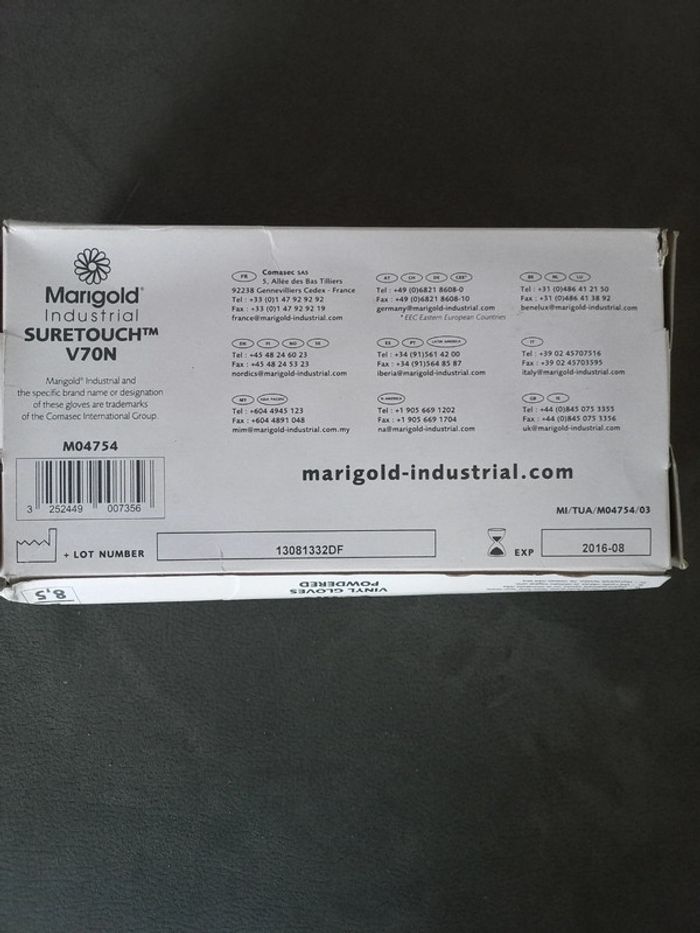 Marigold®
Industrial
SURETOUCH™
V70N
Marigold® Industrial and
the specific brand name or designation
of these gloves are trademarks
of the Comasec International Group.
M04754
3 252449 007356
FR Comasec SAS
5, Allée des Bas Tilliers
92238 Gennevilliers Cedex - France
Tel : +33 (0)1 47 92 92 92
Fax : +33 (0)1 47 92 92 19
france@marigold-industrial.com
AT CH DE EEE*
Tel : +49 (0)6821 8608-0
Fax : +49 (0)6821 8608-10
germany@marigold-industrial.com
* EEC Eastern European Countries
BE NL LU
Tel : +31 (0)486 41 21 50
Fax : +31 (0)486 41 38 92
benelux@marigold-industrial.com
DK FI NO SE
Tel : +45 48 24 60 23
Fax : +45 48 24 53 23
nordics@marigold-industrial.com
ES PT LATIN AMERICA
Tel : +34 (91)561 42 00
Fax : +34 (91)564 85 87
iberia@marigold-industrial.com
IT
Tel : +39 02 45707516
Fax : +39 02 45703595
italy@marigold-industrial.com
MY ASIA PACIFIC
Tel : +604 4945 123
Fax : +604 4891 048
mim@marigold-industrial.com.my
N.AMERICA
Tel : +1 905 669 1202
Fax : +1 905 669 1704
na@marigold-industrial.com
GB IE
Tel : +44 (0)845 075 3355
Fax : +44 (0)845 075 3356
uk@marigold-industrial.com
marigold-industrial.com
MI/TUA/M04754/03
+ LOT NUMBER 13081332DF
EXP 2016-08
VINYL GLOVES
POWDERED
8,5